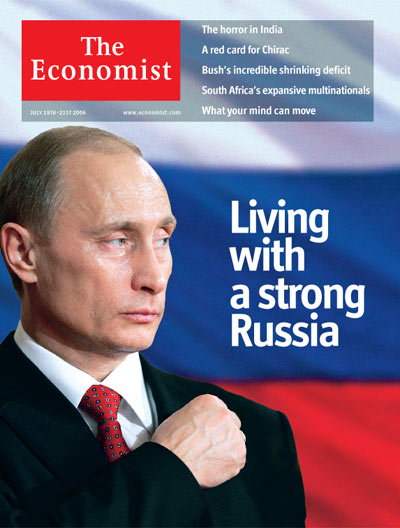 The
Economist
JULY 15TH–21ST 2006
www.economist.com
The horror in India
A red card for Chirac
Bush's incredible shrinking deficit
South Africa's expansive multinationals
What your mind can move
Living
with
a strong
Russia